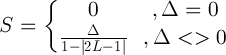 S = { 0 , Δ = 0
Δ / (1−|2L−1|) , Δ <> 0